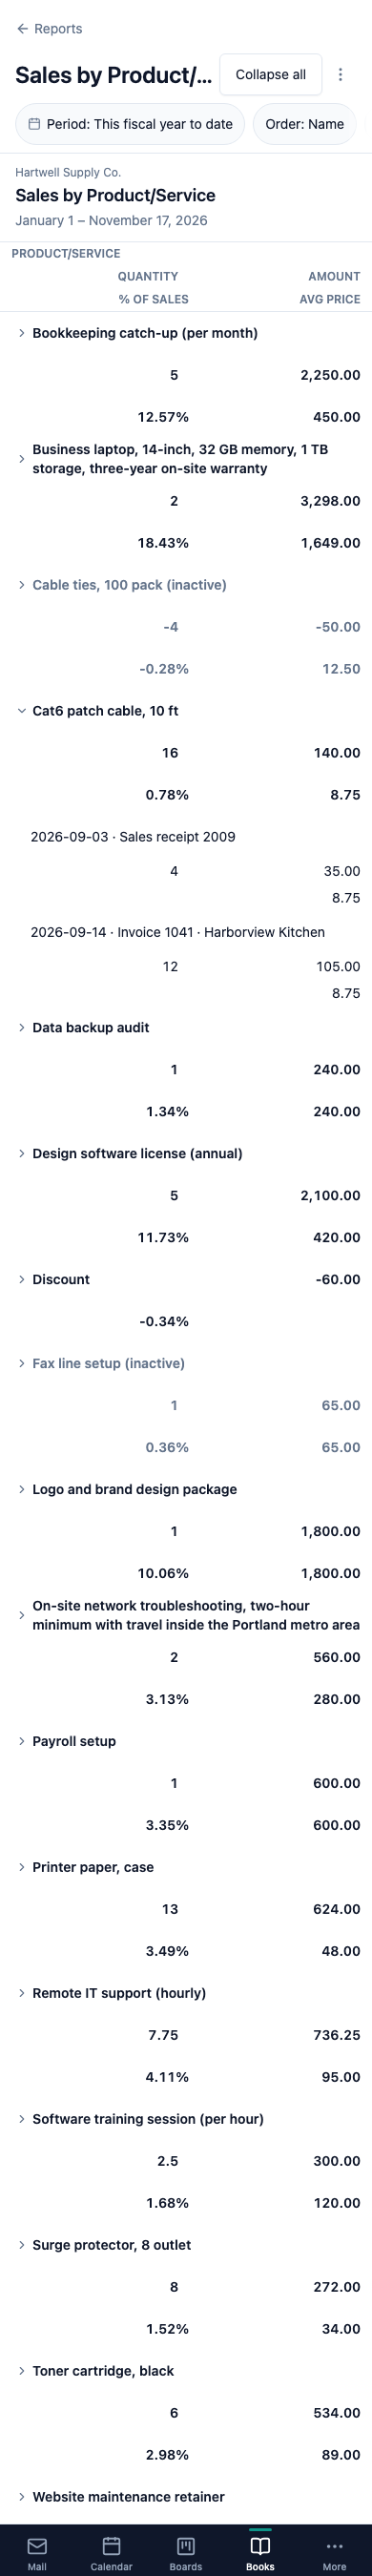 Reports
Sales by Product/...
Collapse all
Period: This fiscal year to date
Order: Name
Hartwell Supply Co.
Sales by Product/Service
January 1 – November 17, 2026
PRODUCT/SERVICE
QUANTITY AMOUNT
% OF SALES AVG PRICE
Bookkeeping catch-up (per month)
5 2,250.00
12.57% 450.00
Business laptop, 14-inch, 32 GB memory, 1 TB
storage, three-year on-site warranty
2 3,298.00
18.43% 1,649.00
Cable ties, 100 pack (inactive)
-4 -50.00
-0.28% 12.50
Cat6 patch cable, 10 ft
16 140.00
0.78% 8.75
2026-09-03 · Sales receipt 2009
4 35.00
8.75
2026-09-14 · Invoice 1041 · Harborview Kitchen
12 105.00
8.75
Data backup audit
1 240.00
1.34% 240.00
Design software license (annual)
5 2,100.00
11.73% 420.00
Discount -60.00
-0.34%
Fax line setup (inactive)
1 65.00
0.36% 65.00
Logo and brand design package
1 1,800.00
10.06% 1,800.00
On-site network troubleshooting, two-hour
minimum with travel inside the Portland metro area
2 560.00
3.13% 280.00
Payroll setup
1 600.00
3.35% 600.00
Printer paper, case
13 624.00
3.49% 48.00
Remote IT support (hourly)
7.75 736.25
4.11% 95.00
Software training session (per hour)
2.5 300.00
1.68% 120.00
Surge protector, 8 outlet
8 272.00
1.52% 34.00
Toner cartridge, black
6 534.00
2.98% 89.00
Website maintenance retainer
Mail Calendar Boards Books More